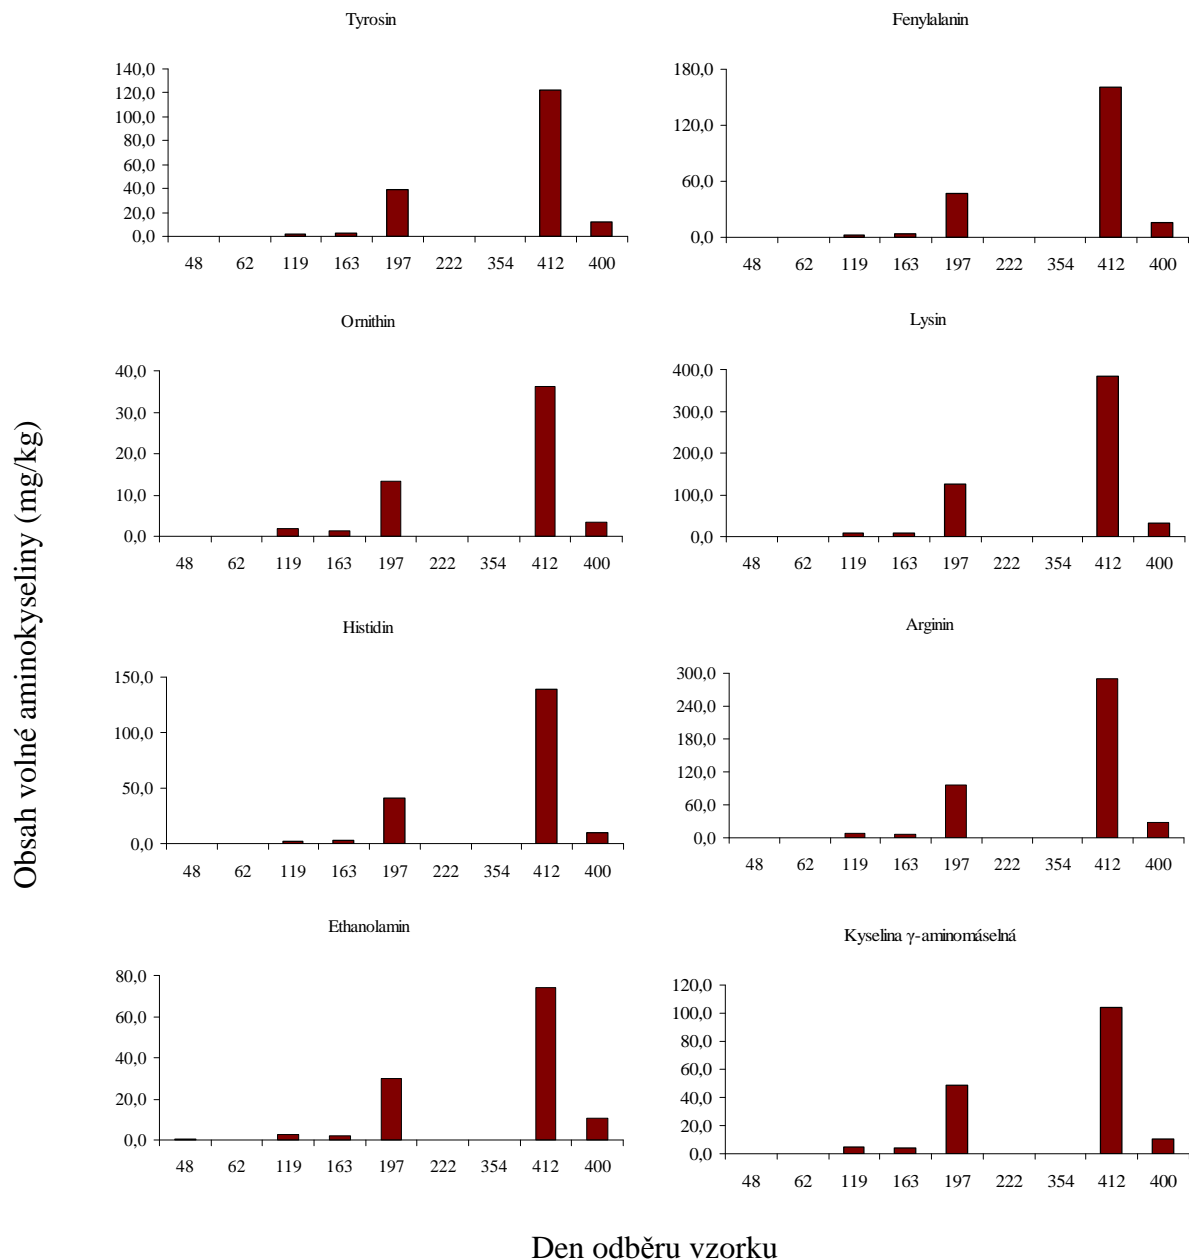 Tyrosin
140,0
120,0
100,0
80,0
60,0
40,0
20,0
0,0
48 62 119 163 197 222 354 412 400
Fenylalanin
180,0
120,0
60,0
0,0
48 62 119 163 197 222 354 412 400
Ornithin
40,0
30,0
20,0
10,0
0,0
48 62 119 163 197 222 354 412 400
Lysin
400,0
300,0
200,0
100,0
0,0
48 62 119 163 197 222 354 412 400
Histidin
150,0
100,0
50,0
0,0
48 62 119 163 197 222 354 412 400
Arginin
300,0
240,0
180,0
120,0
60,0
0,0
48 62 119 163 197 222 354 412 400
Ethanolamin
80,0
60,0
40,0
20,0
0,0
48 62 119 163 197 222 354 412 400
Kyselina γ-aminomáselná
120,0
100,0
80,0
60,0
40,0
20,0
0,0
48 62 119 163 197 222 354 412 400
Obsah volné aminokyseliny (mg/kg)
Den odběru vzorku